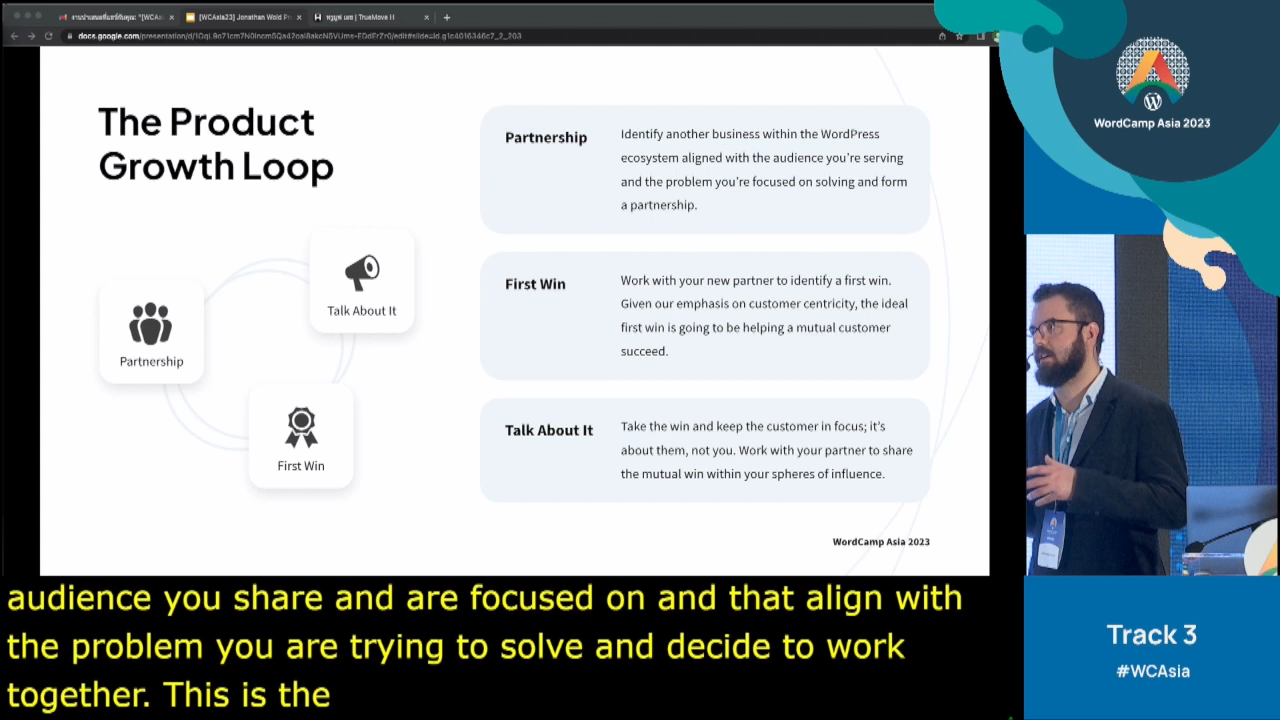 [WCAsia23] Jonathan Wold Pr
TrueMove H
The Product
Growth Loop
Talk About It
Partnership
First Win
Partnership
Identify another business within the WordPress
ecosystem aligned with the audience you're serving
and the problem you're focused on solving and form
a partnership.
First Win
Work with your new partner to identify a first win.
Given our emphasis on customer centricity, the ideal
first win is going to be helping a mutual customer
succeed.
Talk About It
Take the win and keep the customer in focus; it's
about them, not you. Work with your partner to share
the mutual win within your spheres of influence.
WordCamp Asia 2023
audience you share and are focused on and that align with
the problem you are trying to solve and decide to work
together. This is the
WordCamp Asia 2023
Track 3
#WCAsia